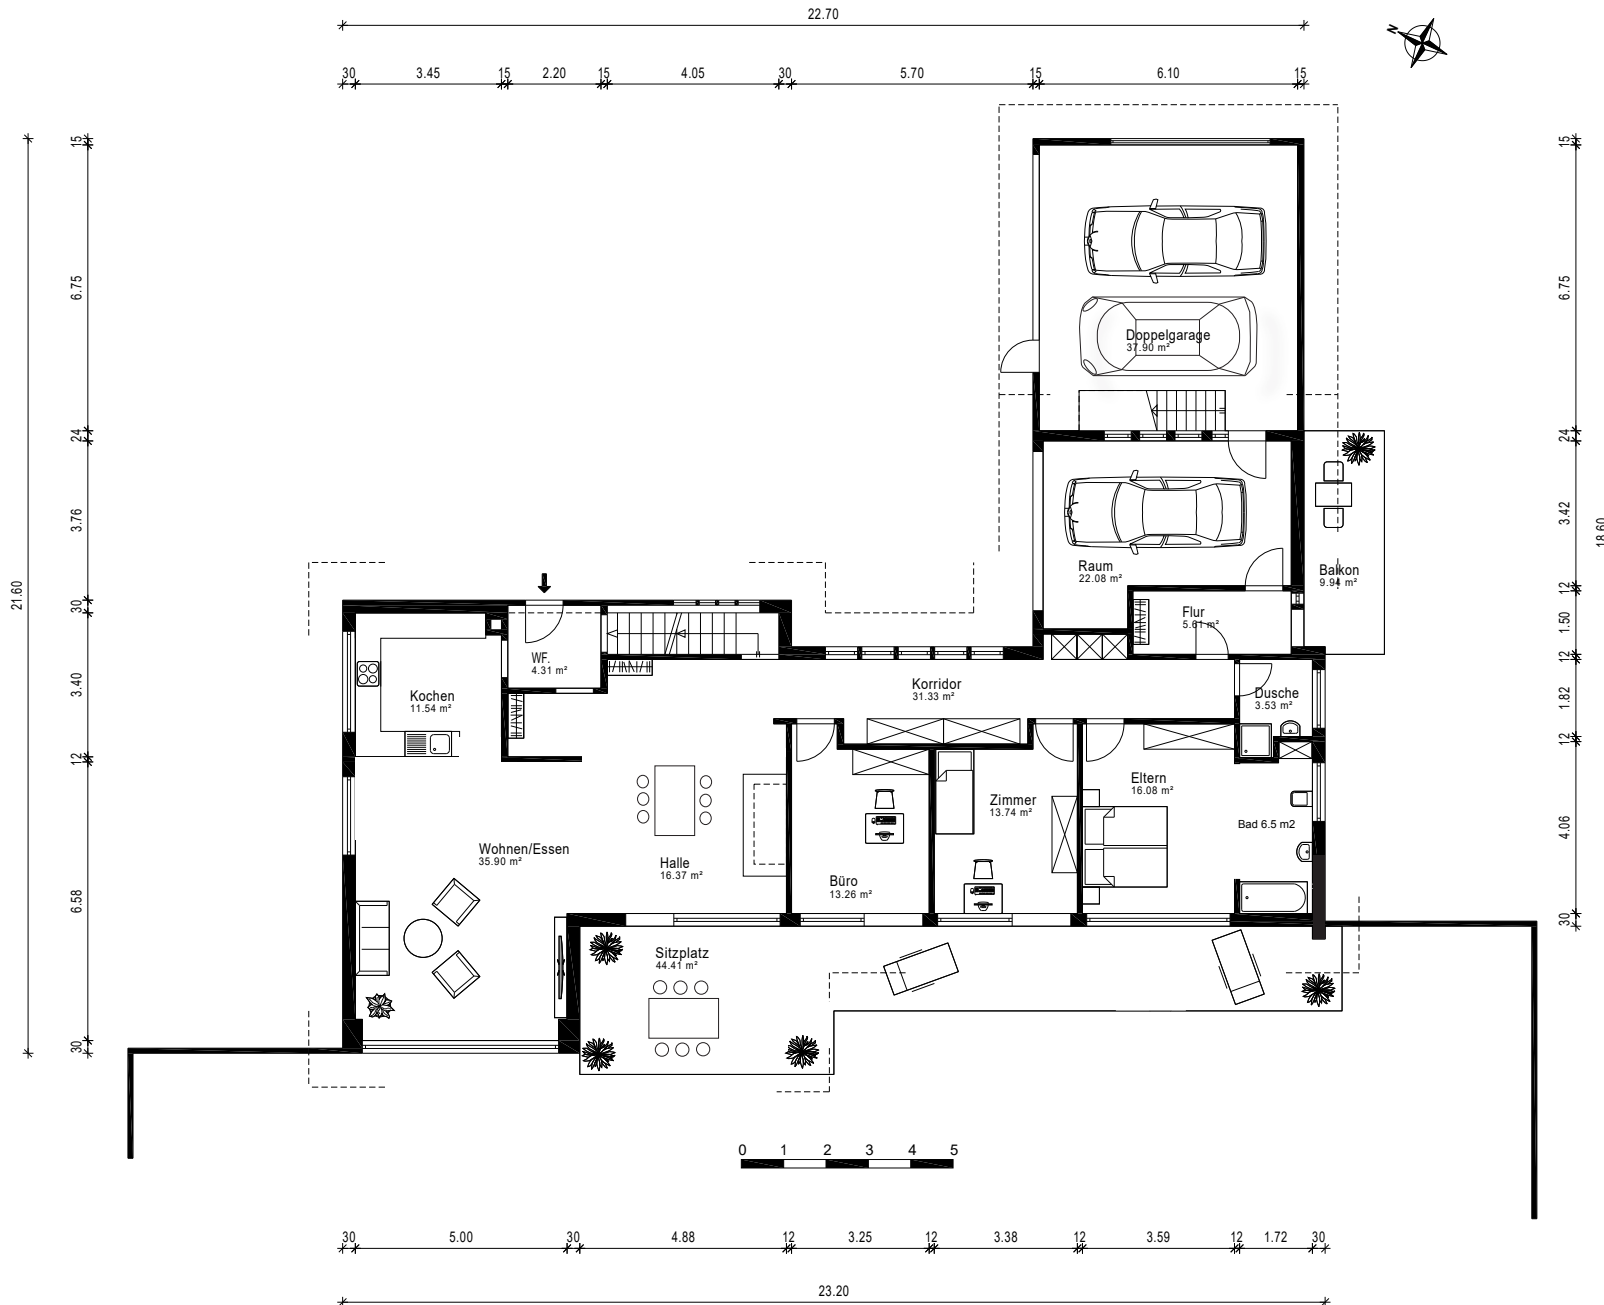 22.70
N
30 3.45 15 2.20 15 4.05 30 5.70 15 6.10 15
15
6.75
24
3.76
30
3.40
12
6.58
30
21.60
15
6.75
24
3.42
12
1.50
12
1.82
12
4.06
30
18.60
Doppelgarage
37.90 m²
Raum
22.08 m²
Balkon
9.94 m²
Flur
5.61 m²
WF.
4.31 m²
Kochen
11.54 m²
Korridor
31.33 m²
Dusche
3.53 m²
Eltern
16.08 m²
Zimmer
13.74 m²
Bad 6.5 m2
Wohnen/Essen
35.90 m²
Halle
16.37 m²
Büro
13.26 m²
Sitzplatz
44.41 m²
0 1 2 3 4 5
30 5.00 30 4.88 12 3.25 12 3.38 12 3.59 12 1.72 30
23.20